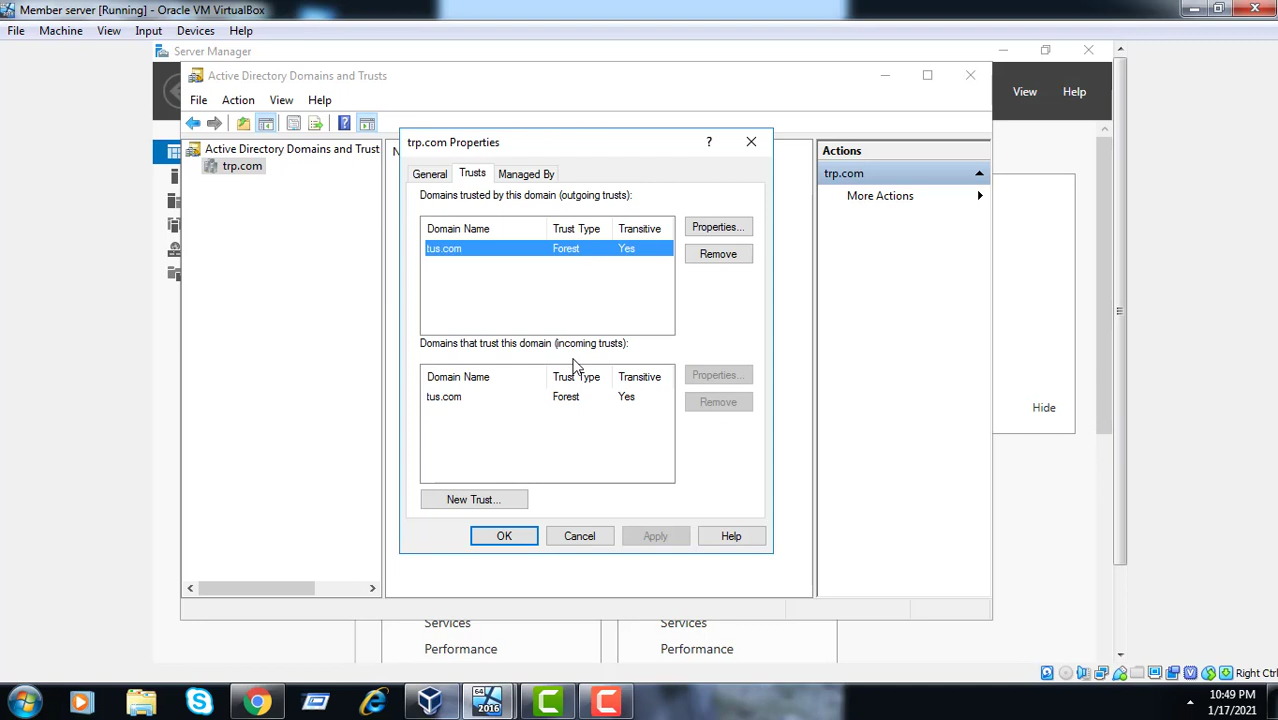 Member server [Running] - Oracle VM VirtualBox
File Machine View Input Devices Help
Server Manager
View Help
Active Directory Domains and Trusts
File Action View Help
Active Directory Domains and Trust
trp.com
N
trp.com Properties
?
General Trusts Managed By
Domains trusted by this domain (outgoing trusts):
Domain Name Trust Type Transitive
tus.com Forest Yes
Properties...
Remove
Domains that trust this domain (incoming trusts):
Domain Name Trust Type Transitive
tus.com Forest Yes
Properties...
Remove
New Trust...
OK Cancel Apply Help
Actions
trp.com
More Actions
Hide
Services Services
Performance Performance
Right Ctrl
64
2016
10:49 PM
1/17/2021